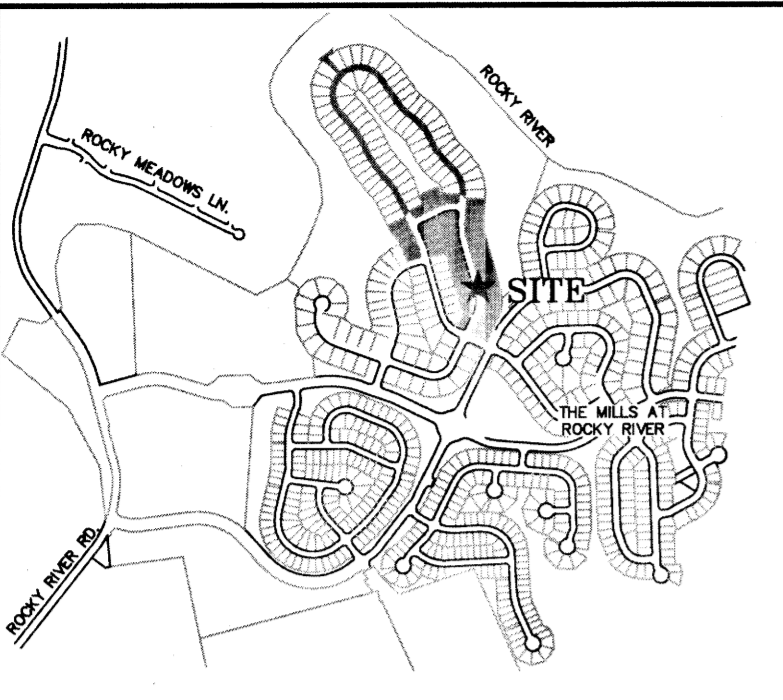 ROCKY RIVER
ROCKY MEADOWS LN.
SITE
THE MILLS AT
ROCKY RIVER
ROCKY RIVER RD.